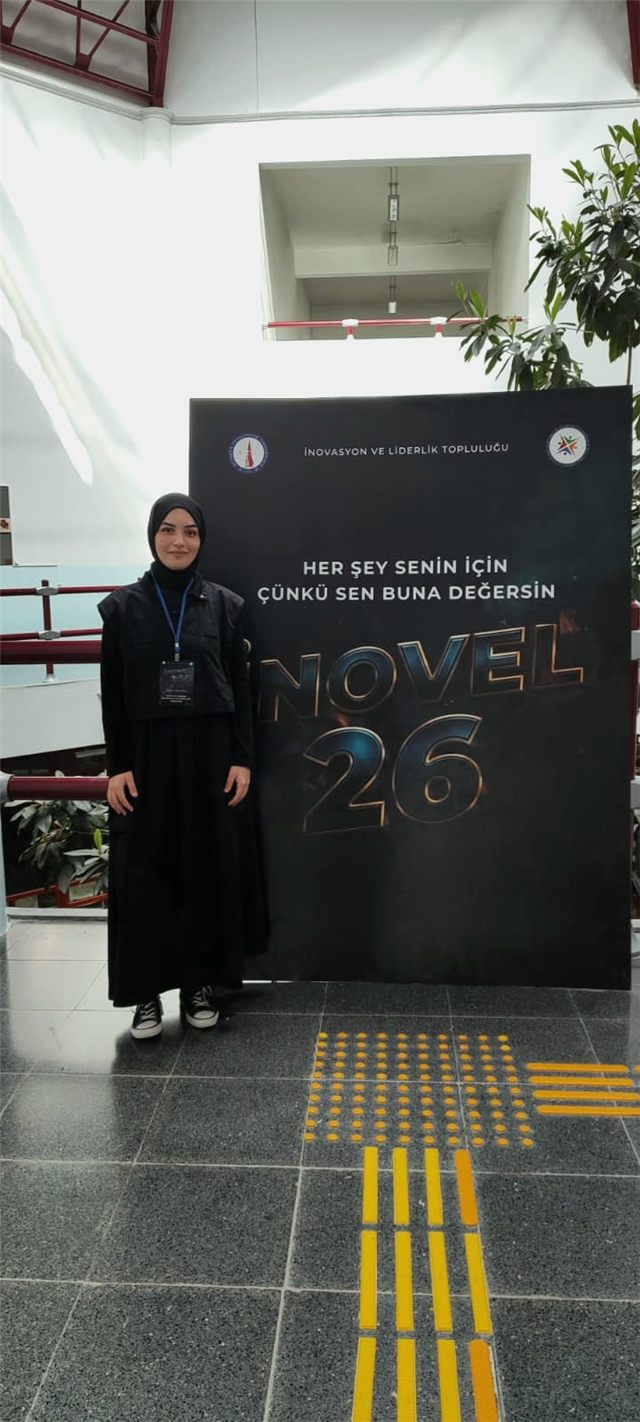 İNOVASYON VE LİDERLİK TOPLULUĞU
HER ŞEY SENİN İÇİN
ÇÜNKÜ SEN BUNA DEĞERSİN
İNOVEL
26